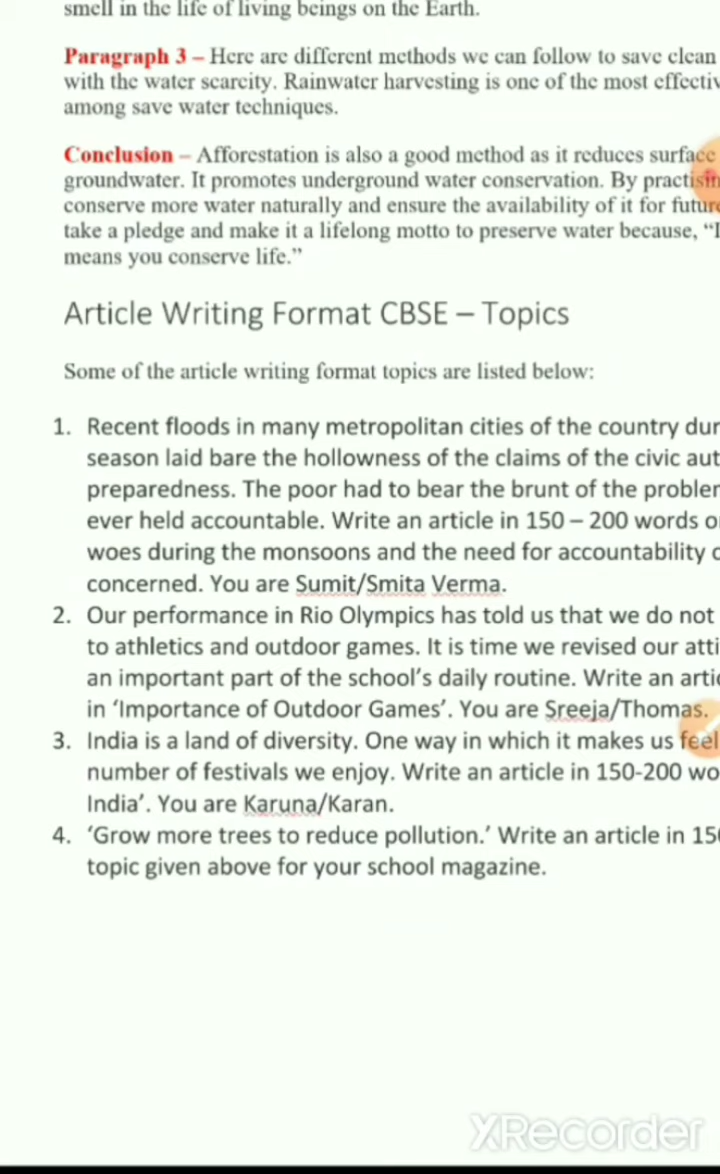 smell in the life of living beings on the Earth.
Paragraph 3 – Here are different methods we can follow to save clean
with the water scarcity. Rainwater harvesting is one of the most effectiv
among save water techniques.
Conclusion – Afforestation is also a good method as it reduces surface
groundwater. It promotes underground water conservation. By practisin
conserve more water naturally and ensure the availability of it for future
take a pledge and make it a lifelong motto to preserve water because, “I
means you conserve life.”
Article Writing Format CBSE – Topics
Some of the article writing format topics are listed below:
1. Recent floods in many metropolitan cities of the country dur
season laid bare the hollowness of the claims of the civic aut
preparedness. The poor had to bear the brunt of the problem
ever held accountable. Write an article in 150 – 200 words o
woes during the monsoons and the need for accountability o
concerned. You are Sumit/Smita Verma.
2. Our performance in Rio Olympics has told us that we do not
to athletics and outdoor games. It is time we revised our atti
an important part of the school’s daily routine. Write an artic
in ‘Importance of Outdoor Games’. You are Sreeja/Thomas.
3. India is a land of diversity. One way in which it makes us feel
number of festivals we enjoy. Write an article in 150-200 wo
India’. You are Karuna/Karan.
4. ‘Grow more trees to reduce pollution.’ Write an article in 150
topic given above for your school magazine.
XRecorder